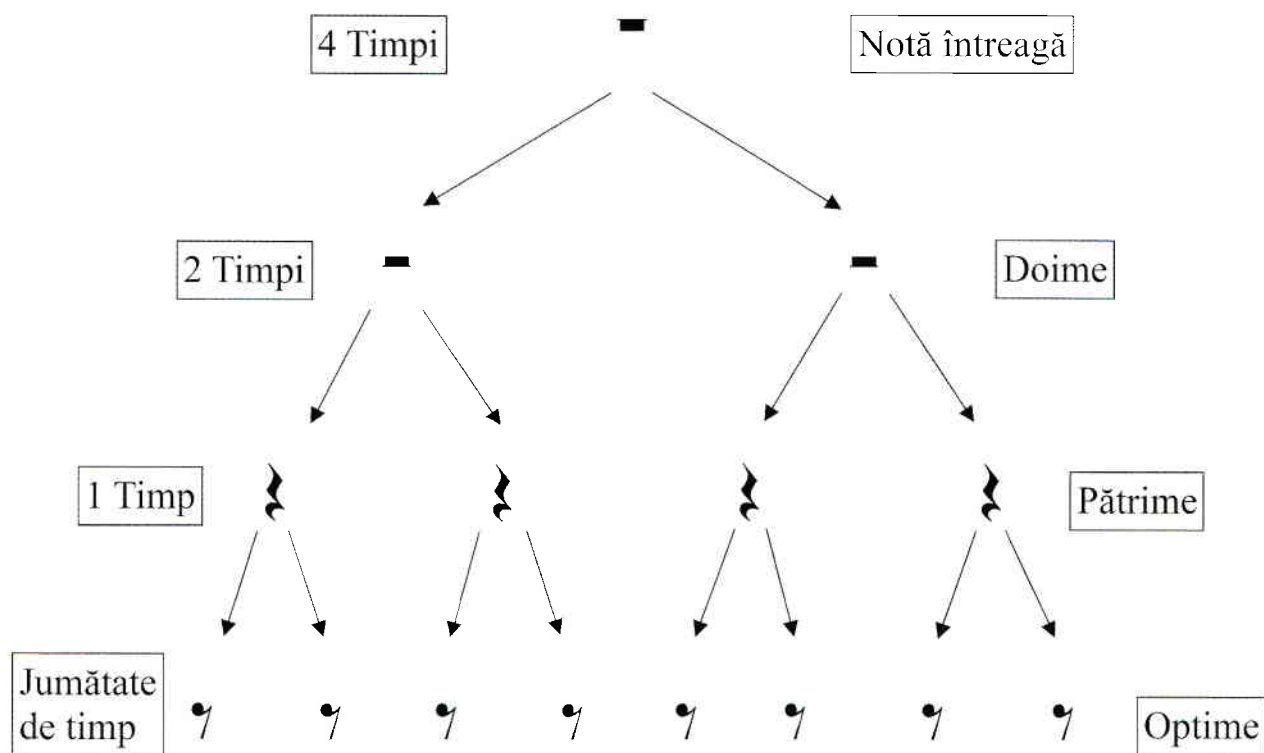 4 Timpi
Notă întreagă
2 Timpi
Doime
1 Timp
Pătrime
Jumătate
de timp
Optime